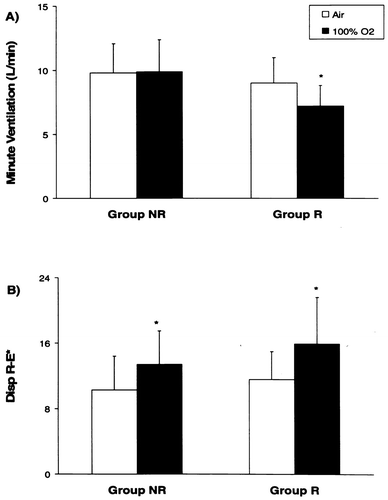 A)
Air
100% O2
Minute Ventilation (L/min)
15
10
5
0
*
Group NR
Group R
B)
Disp R-E*
24
16
8
0
*
*
Group NR
Group R